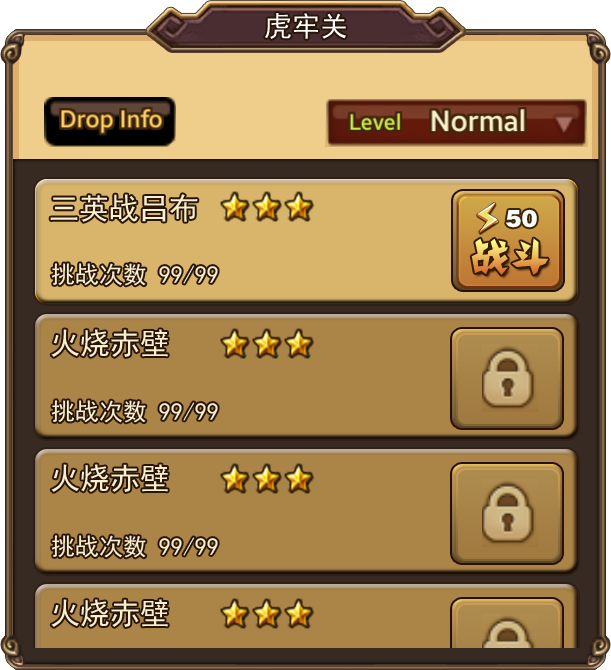 虎牢关
Drop Info
Level Normal
三英战吕布
50
战斗
挑战次数 99/99
火烧赤壁
挑战次数 99/99
火烧赤壁
挑战次数 99/99
火烧赤壁